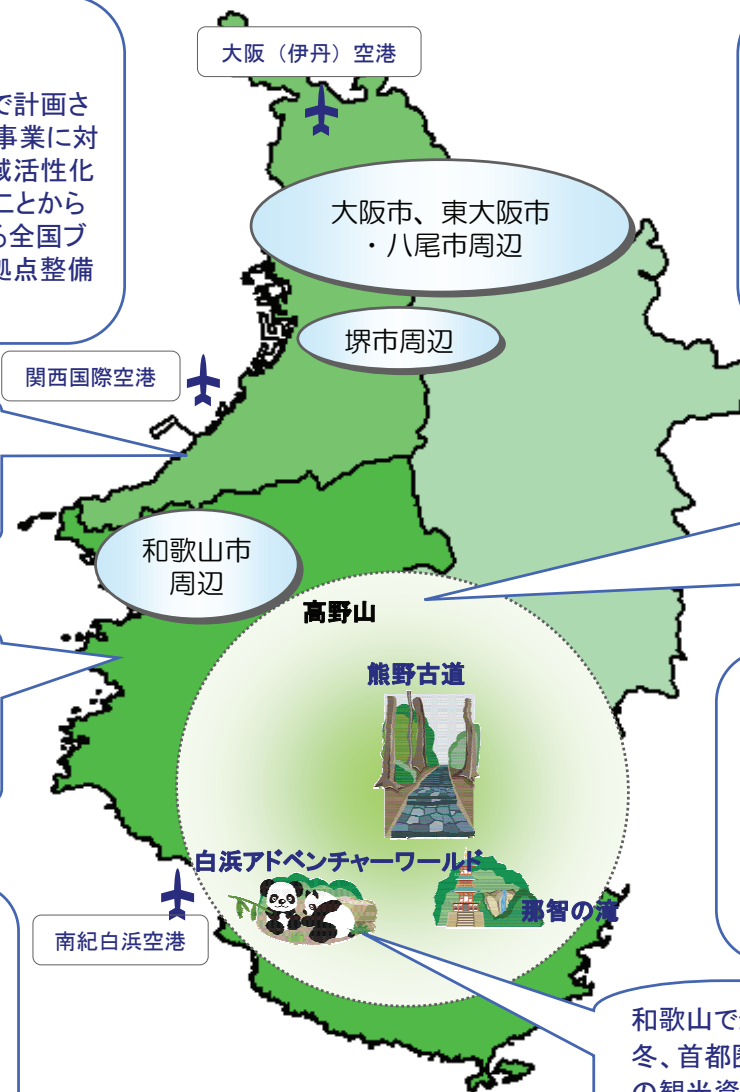 大阪（伊丹）空港
で計画さ
事業に対
域活性化
ことから
る全国ブ
拠点整備
大阪市、東大阪市
・八尾市周辺
堺市周辺
関西国際空港
和歌山市
周辺
高野山
熊野古道
白浜アドベンチャーワールド
那智の滝
南紀白浜空港
和歌山で
冬、首都圏
の観光資